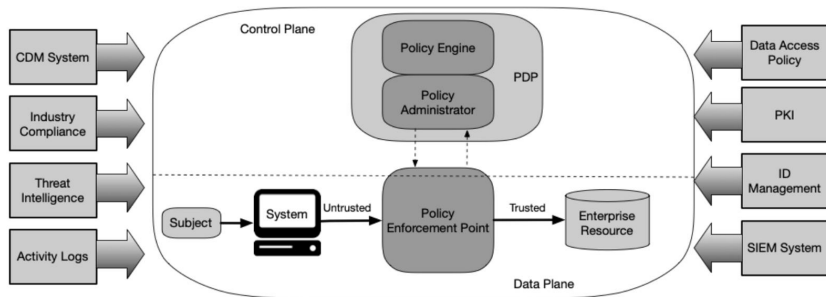 Control Plane
Policy Engine
Policy
Administrator
PDP
CDM System
Industry
Compliance
Threat
Intelligence
Activity Logs
Subject
System
Untrusted
Policy
Enforcement Point
Trusted
Enterprise
Resource
Data Plane
Data Access
Policy
PKI
ID
Management
SIEM System